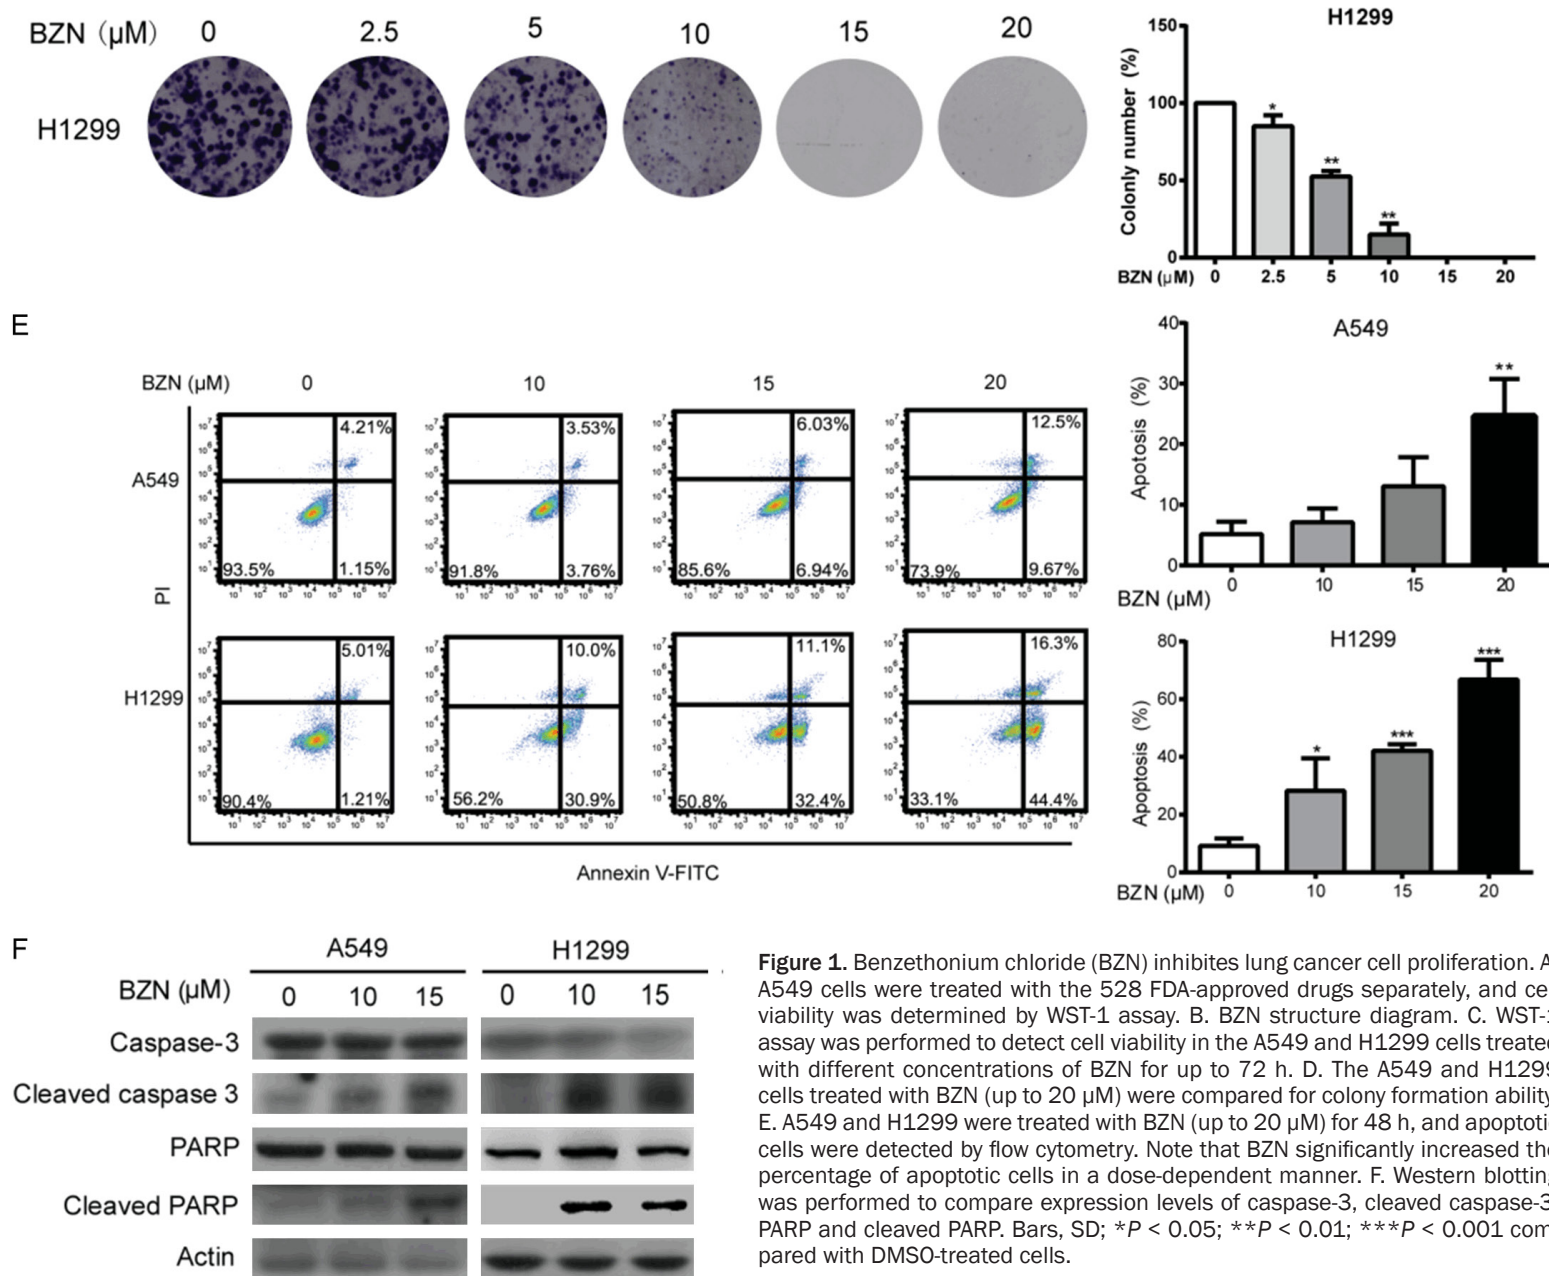 BZN (μM) 0 2.5 5 10 15 20
H1299
H1299
150
100
50
0
Colonly number (%)
* ** **
BZN (μM) 0 2.5 5 10 15 20
E
BZN (μM) 0 10 15 20
A549
4.21% 3.53% 6.03% 12.5%
93.5% 1.15% 91.8% 3.76% 85.6% 6.94% 73.9% 9.67%
PI
H1299
5.01% 10.0% 11.1% 16.3%
90.4% 1.21% 56.2% 30.9% 50.8% 32.4% 33.1% 44.4%
Annexin V-FITC
A549
40
30
20
10
0
Apotosis (%)
**
BZN (μM) 0 10 15 20
H1299
80
60
40
20
0
Apoptosis (%)
* *** ***
BZN (μM) 0 10 15 20
F
A549 H1299
BZN (μM) 0 10 15 0 10 15
Caspase-3
Cleaved caspase 3
PARP
Cleaved PARP
Actin
Figure 1. Benzethonium chloride (BZN) inhibites lung cancer cell proliferation. A
A549 cells were treated with the 528 FDA-approved drugs separately, and ce
viability was determined by WST-1 assay. B. BZN structure diagram. C. WST-1
assay was performed to detect cell viability in the A549 and H1299 cells treated
with different concentrations of BZN for up to 72 h. D. The A549 and H1299
cells treated with BZN (up to 20 μM) were compared for colony formation ability
E. A549 and H1299 were treated with BZN (up to 20 μM) for 48 h, and apoptoti
cells were detected by flow cytometry. Note that BZN significantly increased the
percentage of apoptotic cells in a dose-dependent manner. F. Western blotting
was performed to compare expression levels of caspase-3, cleaved caspase-3
PARP and cleaved PARP. Bars, SD; *P < 0.05; **P < 0.01; ***P < 0.001 com
pared with DMSO-treated cells.